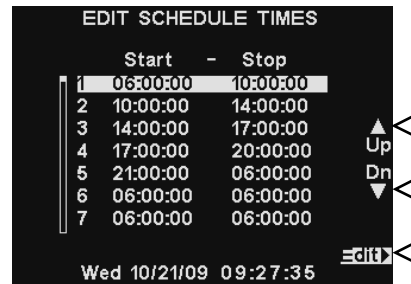 EDIT SCHEDULE TIMES
Start - Stop
1 06:00:00 10:00:00
2 10:00:00 14:00:00
3 14:00:00 17:00:00
4 17:00:00 20:00:00
5 21:00:00 06:00:00
6 06:00:00 06:00:00
7 06:00:00 06:00:00
Up
Dn
Edit
Wed 10/21/09 09:27:35